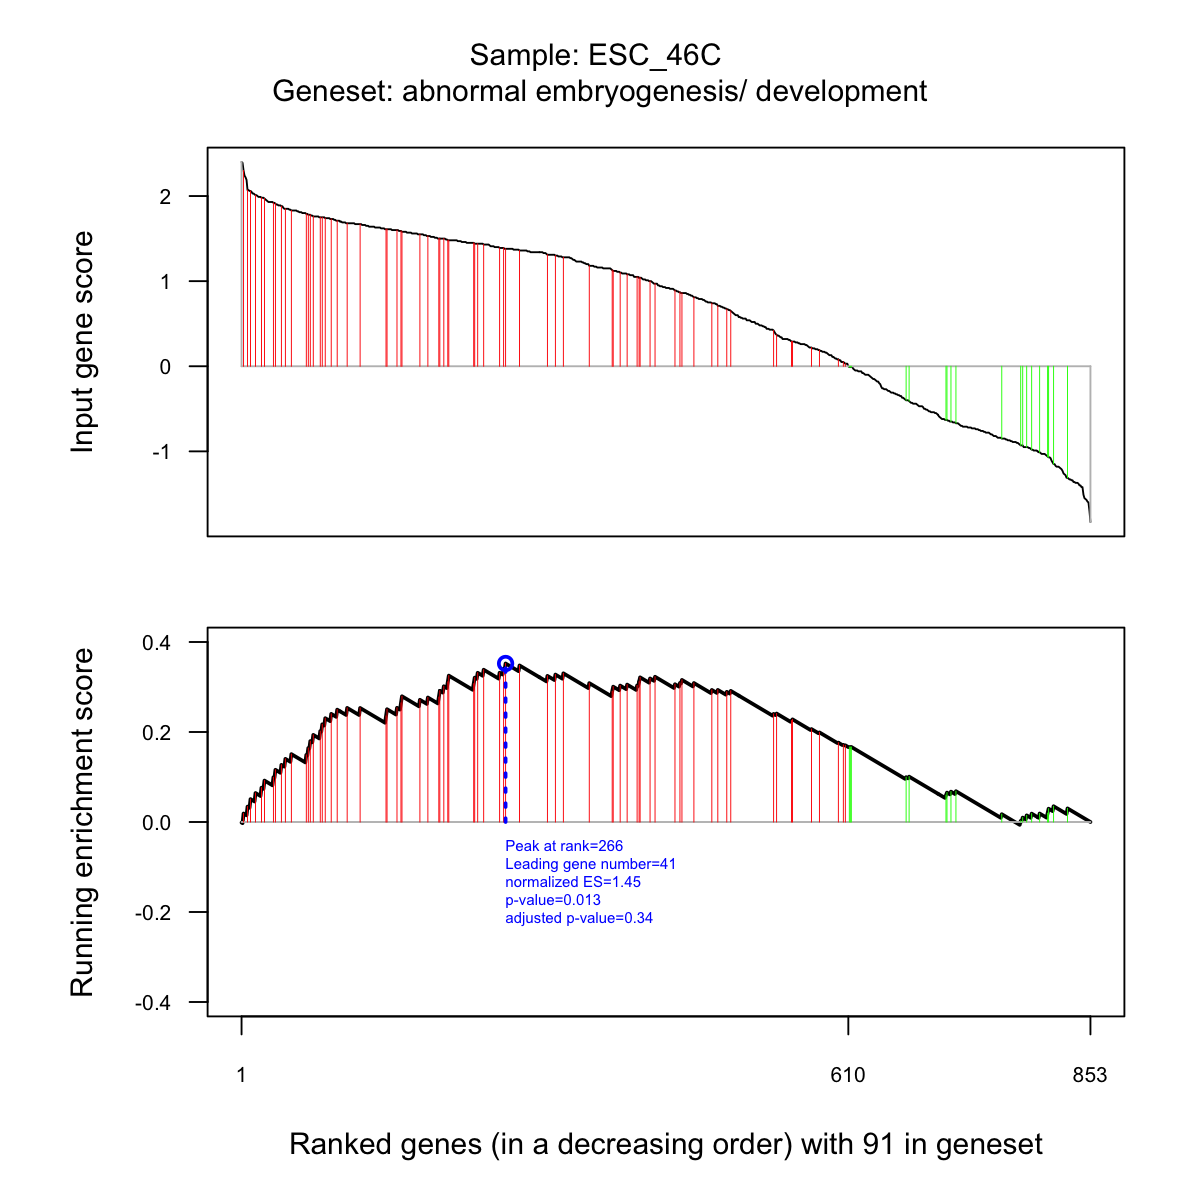 Sample: ESC_46C
Geneset: abnormal embryogenesis/ development
Input gene score
2
1
0
-1
Running enrichment score
0.4
0.2
0.0
-0.2
-0.4
Peak at rank=266
Leading gene number=41
normalized ES=1.45
p-value=0.013
adjusted p-value=0.34
1
610
853
Ranked genes (in a decreasing order) with 91 in geneset